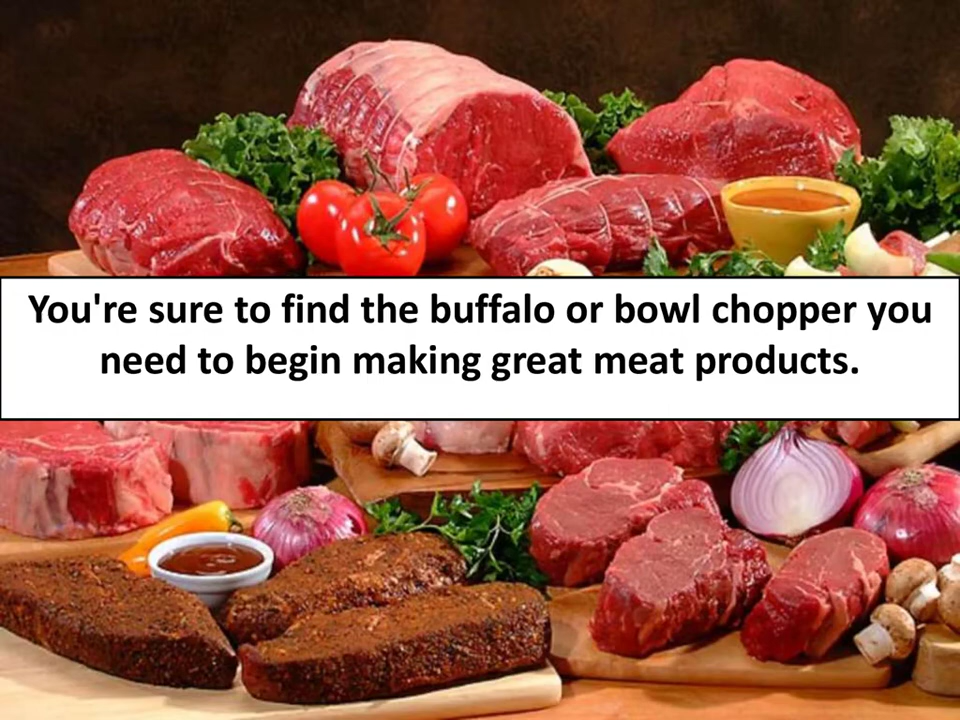 You're sure to find the buffalo or bowl chopper you
need to begin making great meat products.